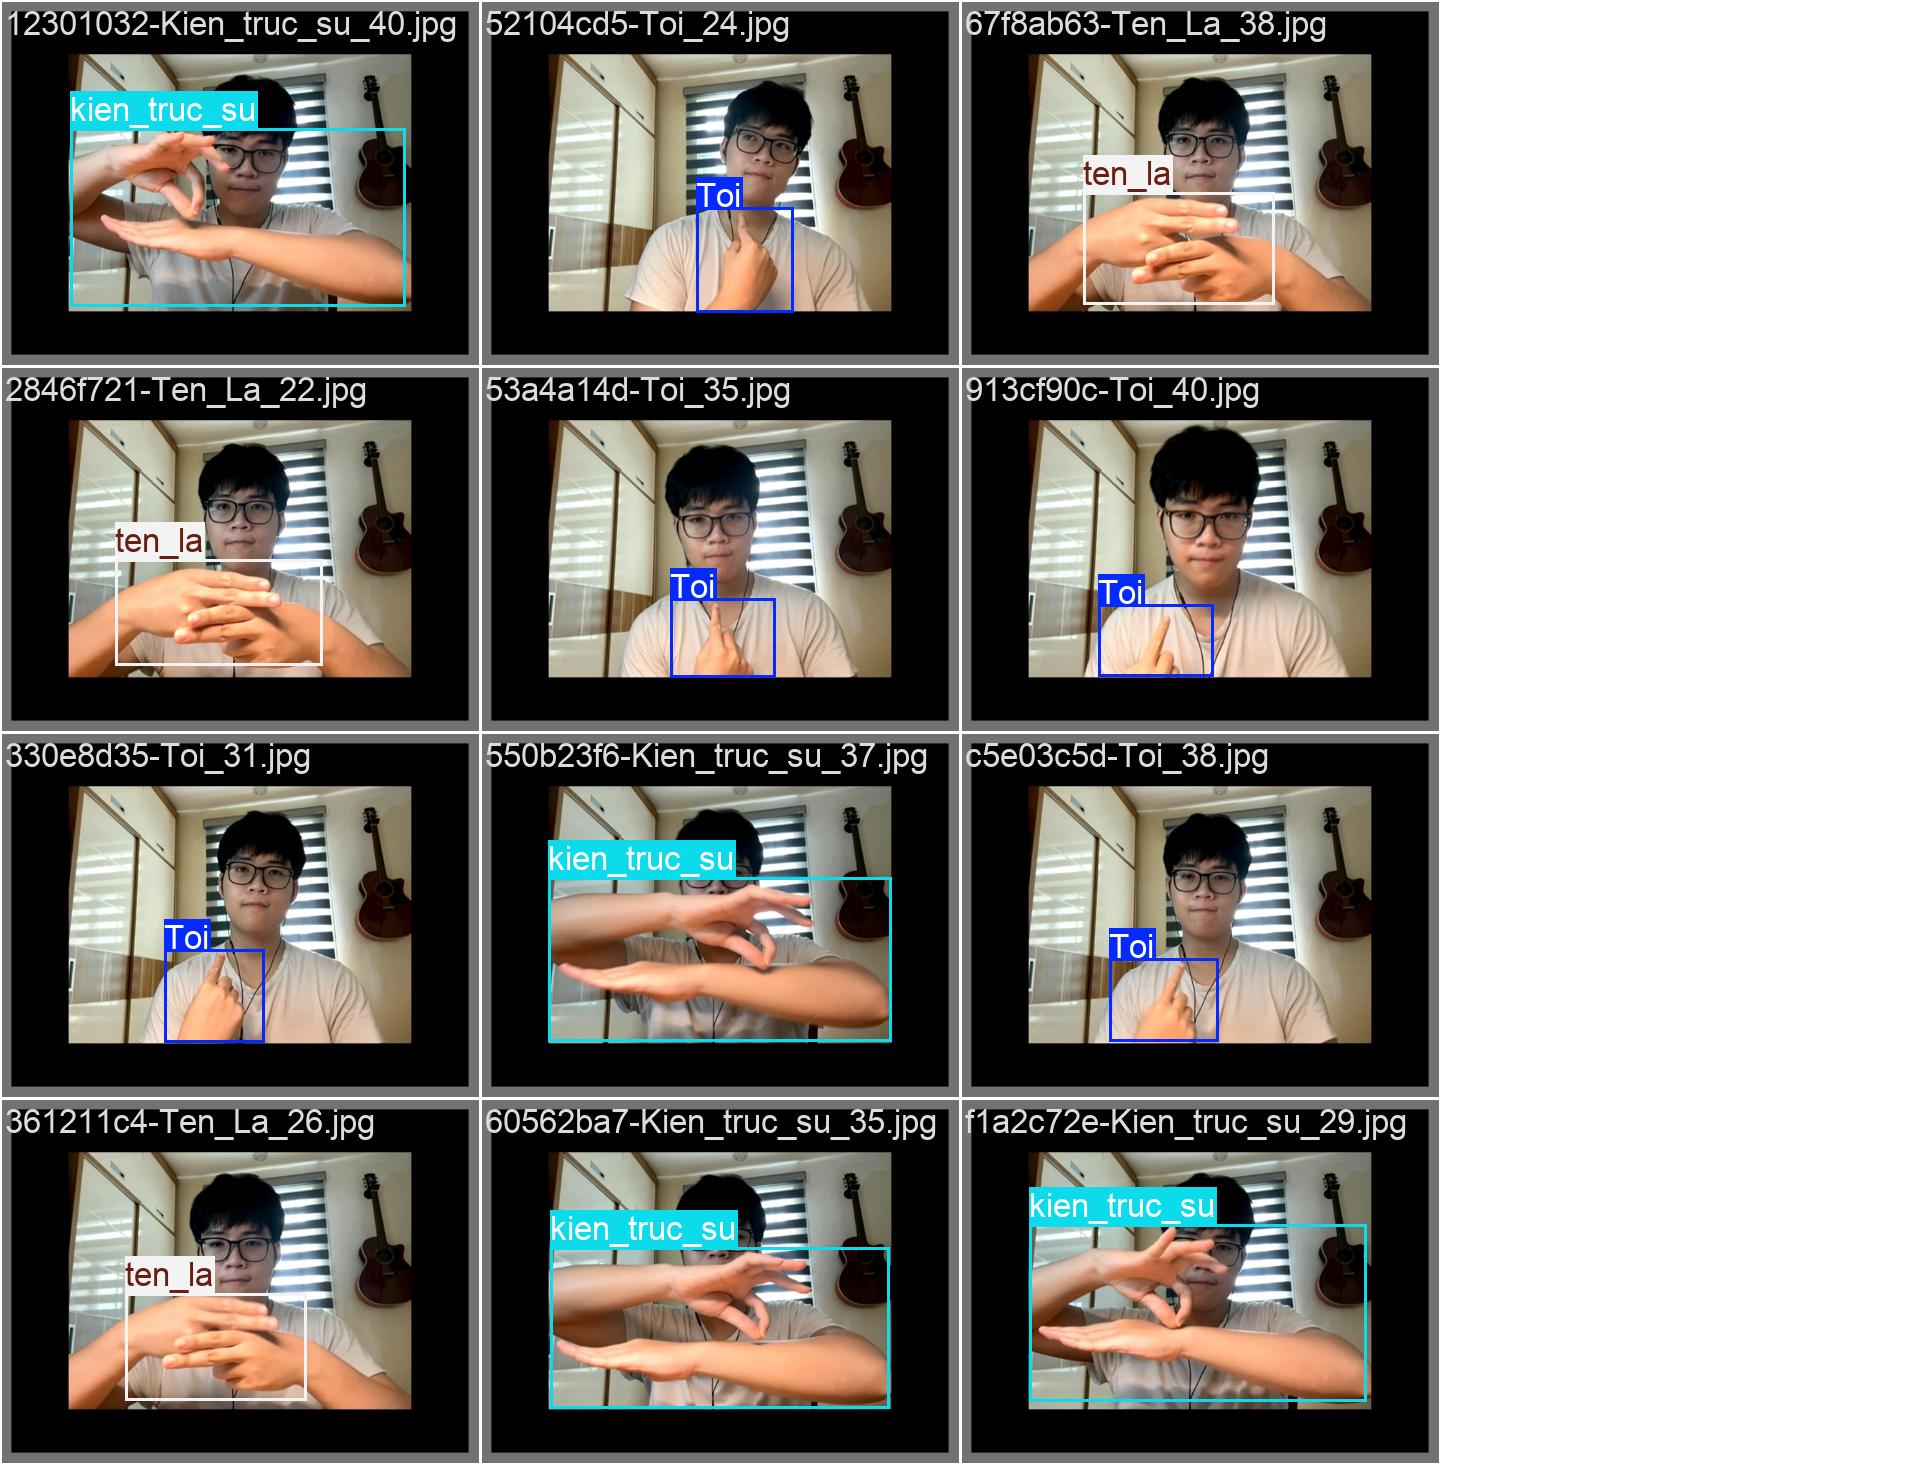 12301032-Kien_truc_su_40.jpg
kien_truc_su
52104cd5-Toi_24.jpg
Toi
67f8ab63-Ten_La_38.jpg
ten_la
2846f721-Ten_La_22.jpg
ten_la
53a4a14d-Toi_35.jpg
Toi
913cf90c-Toi_40.jpg
Toi
330e8d35-Toi_31.jpg
Toi
550b23f6-Kien_truc_su_37.jpg
kien_truc_su
c5e03c5d-Toi_38.jpg
Toi
361211c4-Ten_La_26.jpg
ten_la
60562ba7-Kien_truc_su_35.jpg
kien_truc_su
f1a2c72e-Kien_truc_su_29.jpg
kien_truc_su